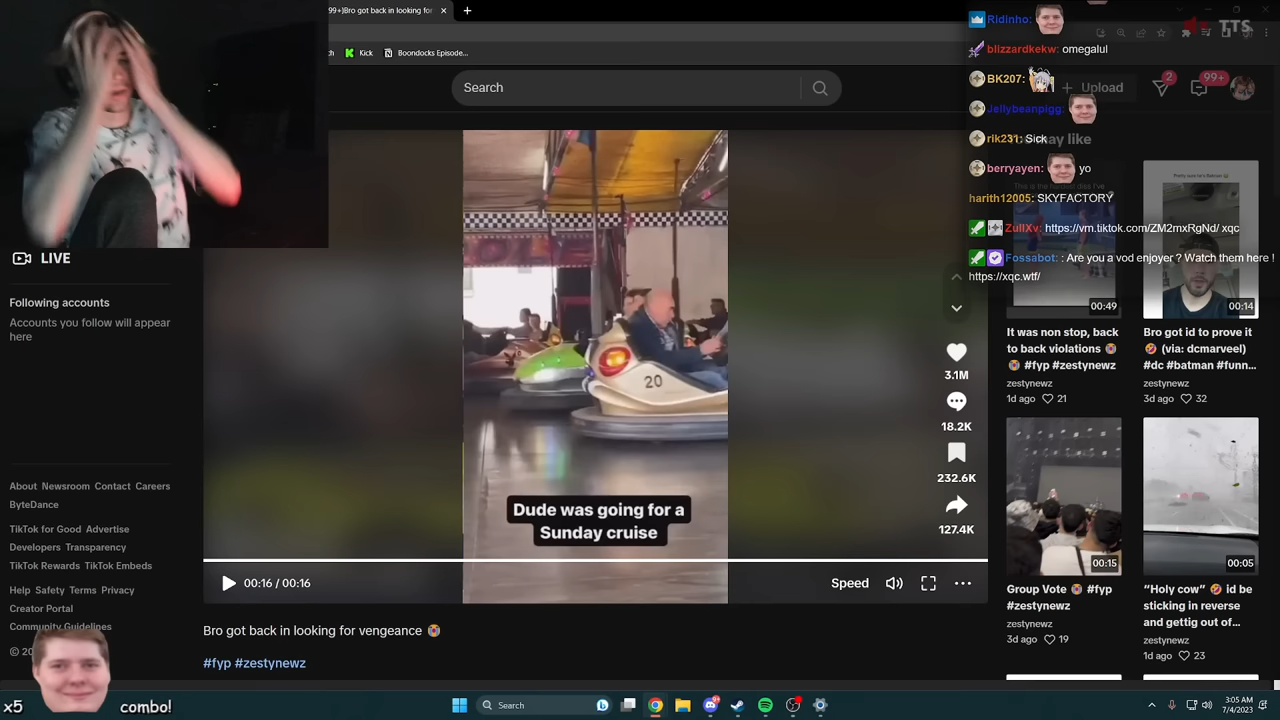 99+)Bro got back in looking for
Kick
Boondocks Episode...
Ridinho:
TTS
blizzardkekw: omegalul
BK207:
Search
Upload
2
99+
Jellybeanpigg:
rik231: Sick
may like
berryayen: yo
harith12005: SKYFACTORY
ZullXv: https://vm.tiktok.com/ZM2mxRgNd/ xqc
Fossabot: : Are you a vod enjoyer ? Watch them here !
https://xqc.wtf/
LIVE
Following accounts
Accounts you follow will appear
here
20
3.1M
18.2K
232.6K
127.4K
Dude was going for a
Sunday cruise
00:16 / 00:16
Speed
Bro got back in looking for vengeance
#fyp #zestynewz
00:49
It was non stop, back
to back violations
#fyp #zestynewz
zestynewz
1d ago 21
00:14
Bro got id to prove it
(via: dcmarveel)
#dc #batman #funn...
zestynewz
3d ago 32
00:15
Group Vote #fyp
#zestynewz
zestynewz
3d ago 19
00:05
“Holy cow” id be
sticking in reverse
and gettig out of...
zestynewz
1d ago 23
About Newsroom Contact Careers
ByteDance
TikTok for Good Advertise
Developers Transparency
TikTok Rewards TikTok Embeds
Help Safety Terms Privacy
Creator Portal
Community Guidelines
© 20
x5 combo!
Search
3:05 AM
7/4/2023